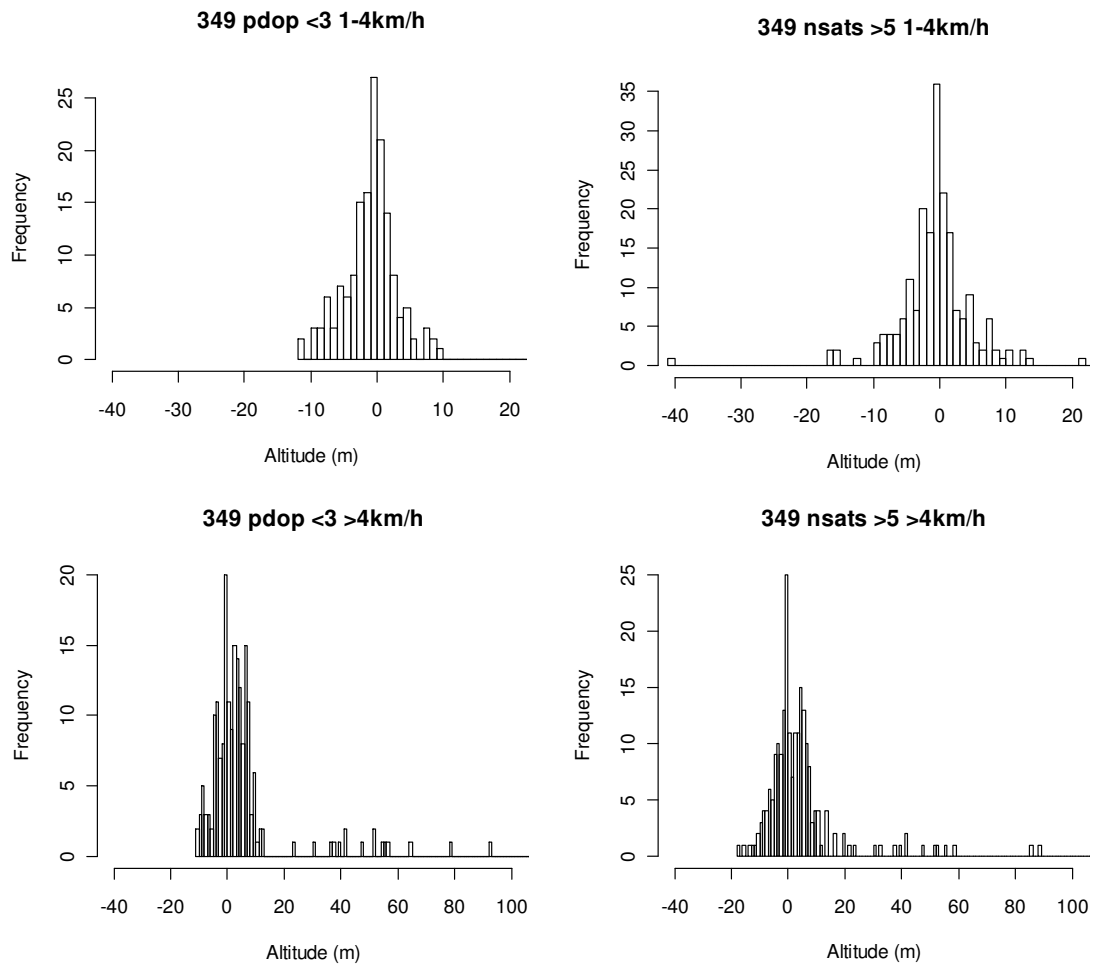 349 pdop <3 1-4km/h
Frequency
0 5 10 15 20 25
-40 -30 -20 -10 0 10 20
Altitude (m)
349 nsats >5 1-4km/h
Frequency
0 5 10 15 20 25 30 35
-40 -30 -20 -10 0 10 20
Altitude (m)
349 pdop <3 >4km/h
Frequency
0 5 10 15 20
-40 -20 0 20 40 60 80 100
Altitude (m)
349 nsats >5 >4km/h
Frequency
0 5 10 15 20 25
-40 -20 0 20 40 60 80 100
Altitude (m)